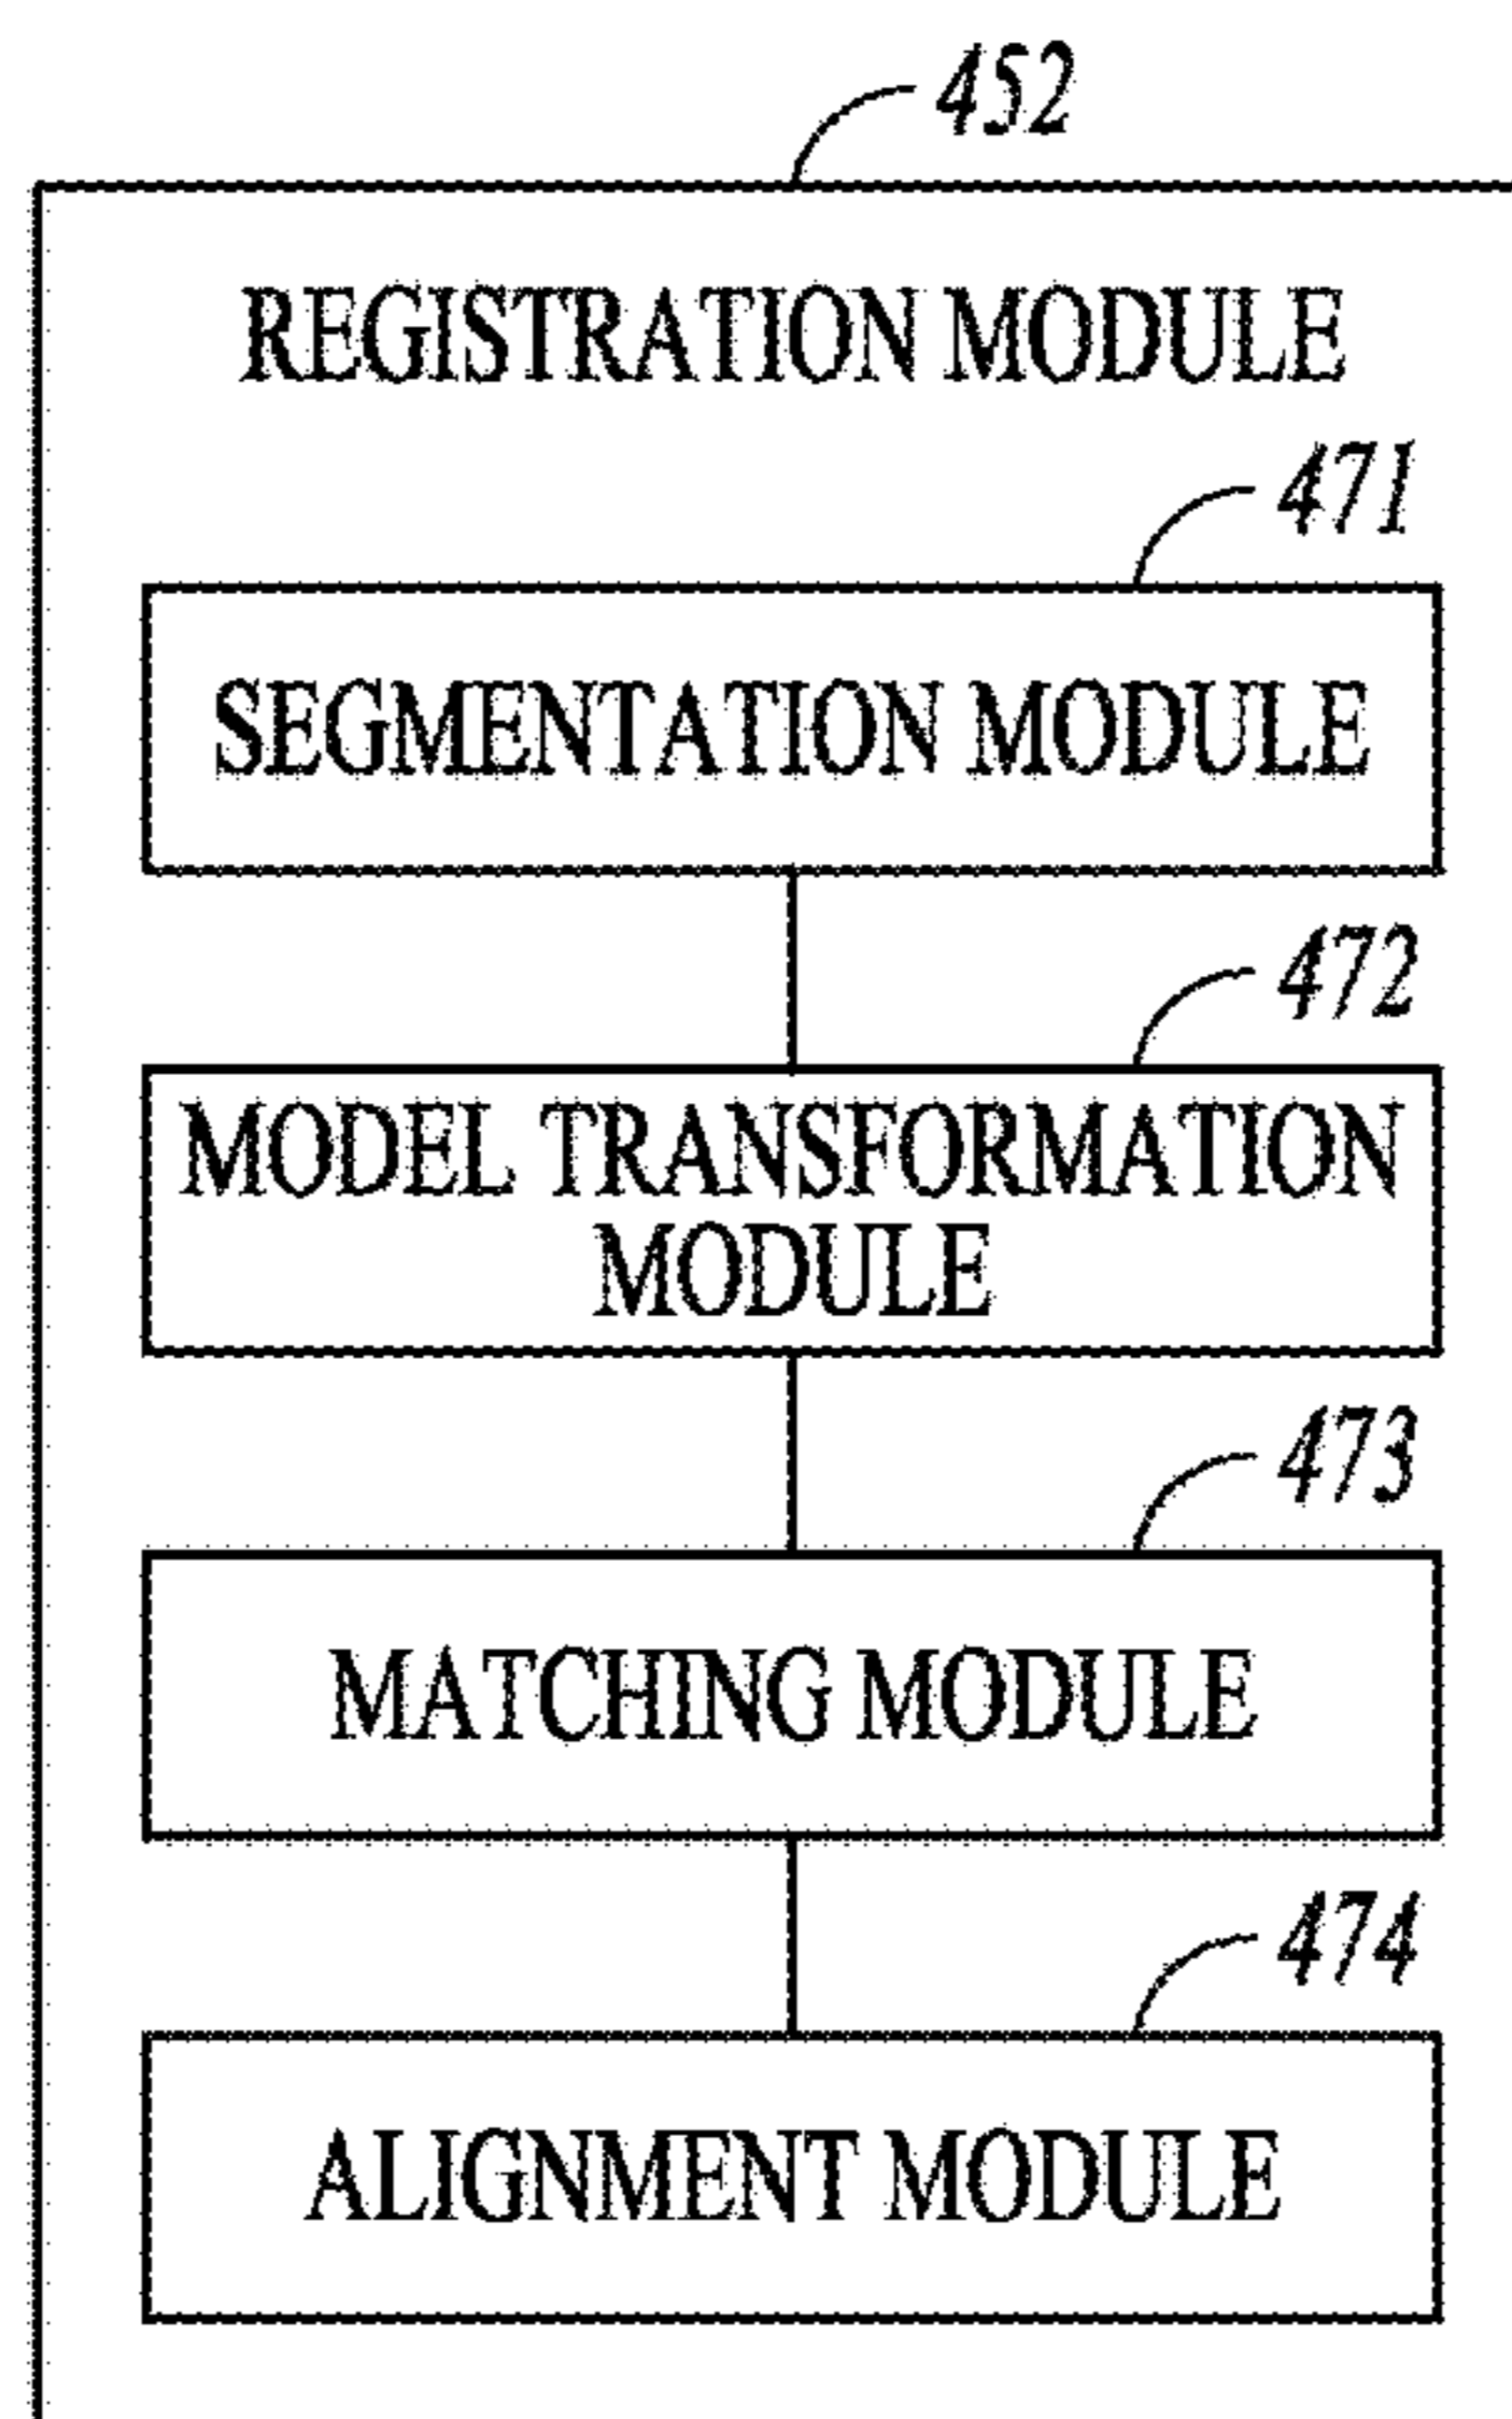 452
REGISTRATION MODULE
471
SEGMENTATION MODULE
472
MODEL TRANSFORMATION
MODULE
473
MATCHING MODULE
474
ALIGNMENT MODULE